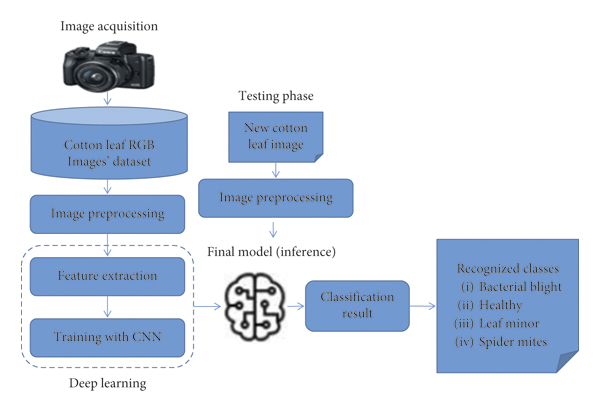 Image acquisition
Cotton leaf RGB
Images' dataset
Image preprocessing
Feature extraction
Training with CNN
Deep learning
Testing phase
New cotton
leaf image
Image preprocessing
Final model (inference)
Classification
result
Recognized classes
(i) Bacterial blight
(ii) Healthy
(iii) Leaf minor
(iv) Spider mites